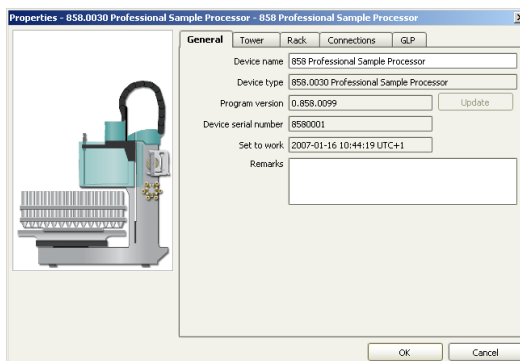 Properties - 858.0030 Professional Sample Processor - 858 Professional Sample Processor
General Tower Rack Connections GLP
Device name 858 Professional Sample Processor
Device type 858.0030 Professional Sample Processor
Program version 0.858.0099 Update
Device serial number 8580001
Set to work 2007-01-16 10:44:19 UTC+1
Remarks
OK Cancel